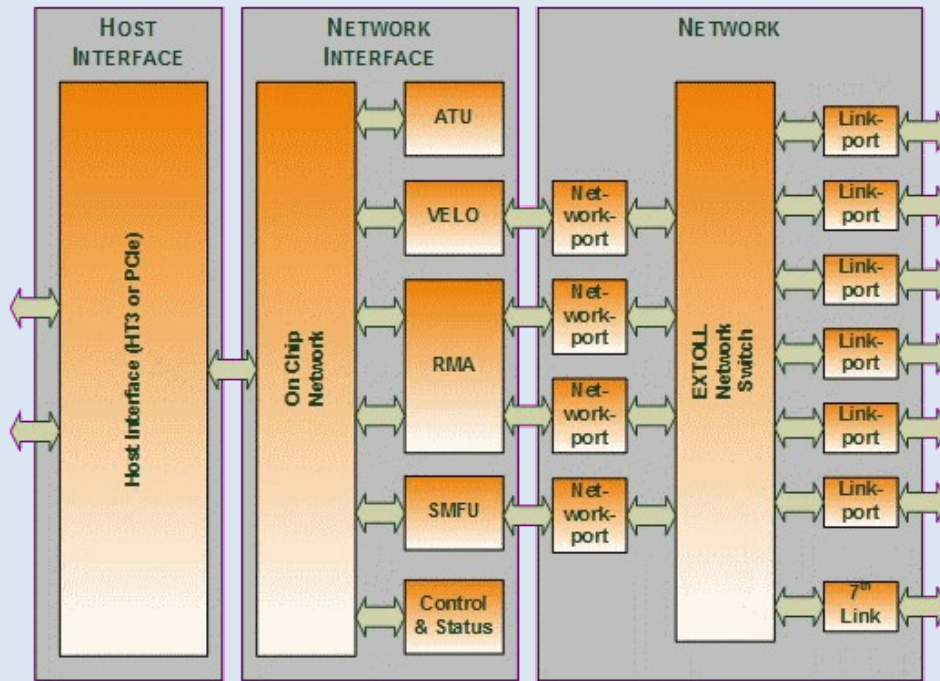 HOST
INTERFACE
Host Interface (HT3 or PCIe)
NETWORK
INTERFACE
On Chip
Network
ATU
VELO
RMA
SMFU
Control
& Status
NETWORK
Net-
work-
port
Net-
work-
port
Net-
work-
port
Net-
work-
port
EXTOLL
Network
Switch
Link-
port
Link-
port
Link-
port
Link-
port
Link-
port
Link-
port
7th
Link